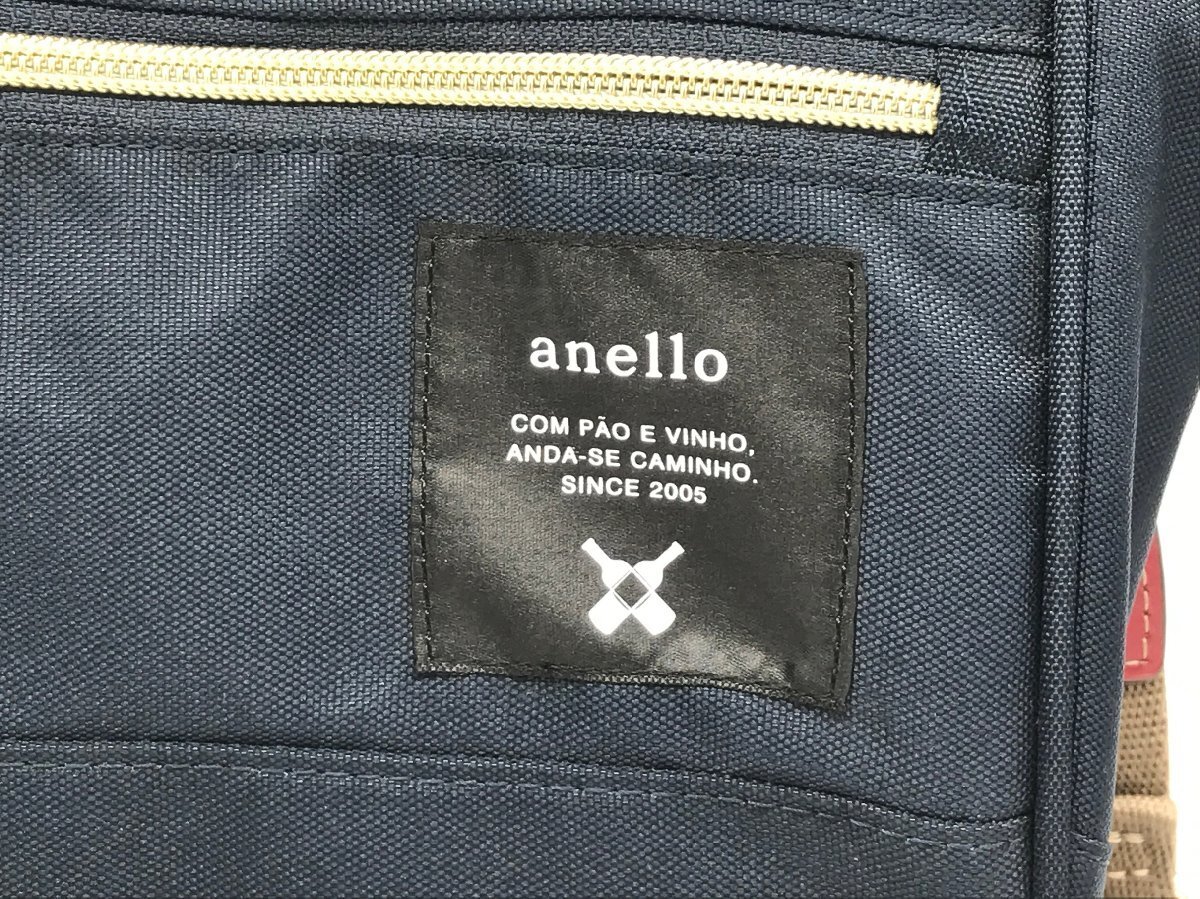 anello
COM PÃO E VINHO,
ANDA-SE CAMINHO.
SINCE 2005